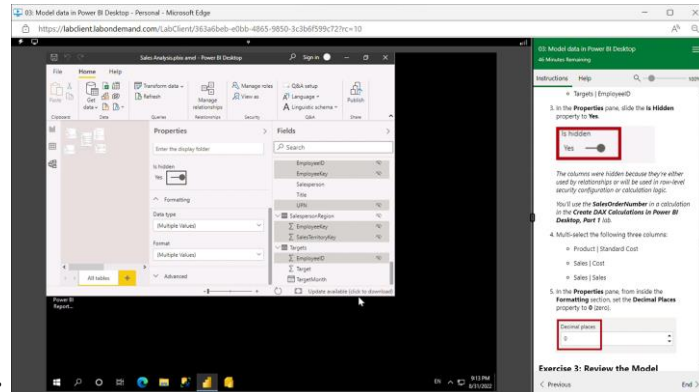 03: Model data in Power BI Desktop - Personal - Microsoft Edge
https://labclient.labondemand.com/LabClient/363a6beb-e0bb-4865-9850-3c3b6f599c72?rc=10
Sales Analysis.pbix amd - Power BI Desktop
Sign in
File Home Help
Paste
Get data
Transform data
Refresh
Manage relationships
Manage roles
View as
Q&A setup
Language
Linguistic schema
Publish
Clipboard
Data
Queries
Relationships
Security
Q&A
Share
Properties
Enter the display folder
Is hidden
Yes
Formatting
Data type
(Multiple Values)
Format
(Multiple Values)
Advanced
Fields
Search
EmployeeID
EmployeeKey
Salesperson
Title
UPN
SalespersonRegion
EmployeeKey
SalesTerritoryKey
Targets
EmployeeID
Target
TargetMonth
All tables
Update available (click to download)
Power BI
Report...
EN
9:13 PM
8/31/2022
03: Model data in Power BI Desktop
46 Minutes Remaining
Instructions Help
100%
Targets | EmployeeID
3. In the Properties pane, slide the Is Hidden
property to Yes.
Is hidden
Yes
The columns were hidden because they're either
used by relationships or will be used in row-level
security configuration or calculation logic.
You'll use the SalesOrderNumber in a calculation
in the Create DAX Calculations in Power BI
Desktop, Part 1 lab.
4. Multi-select the following three columns:
Product | Standard Cost
Sales | Cost
Sales | Sales
5. In the Properties pane, from inside the
Formatting section, set the Decimal Places
property to 0 (zero).
Decimal places
0
Exercise 3: Review the Model
Previous
End